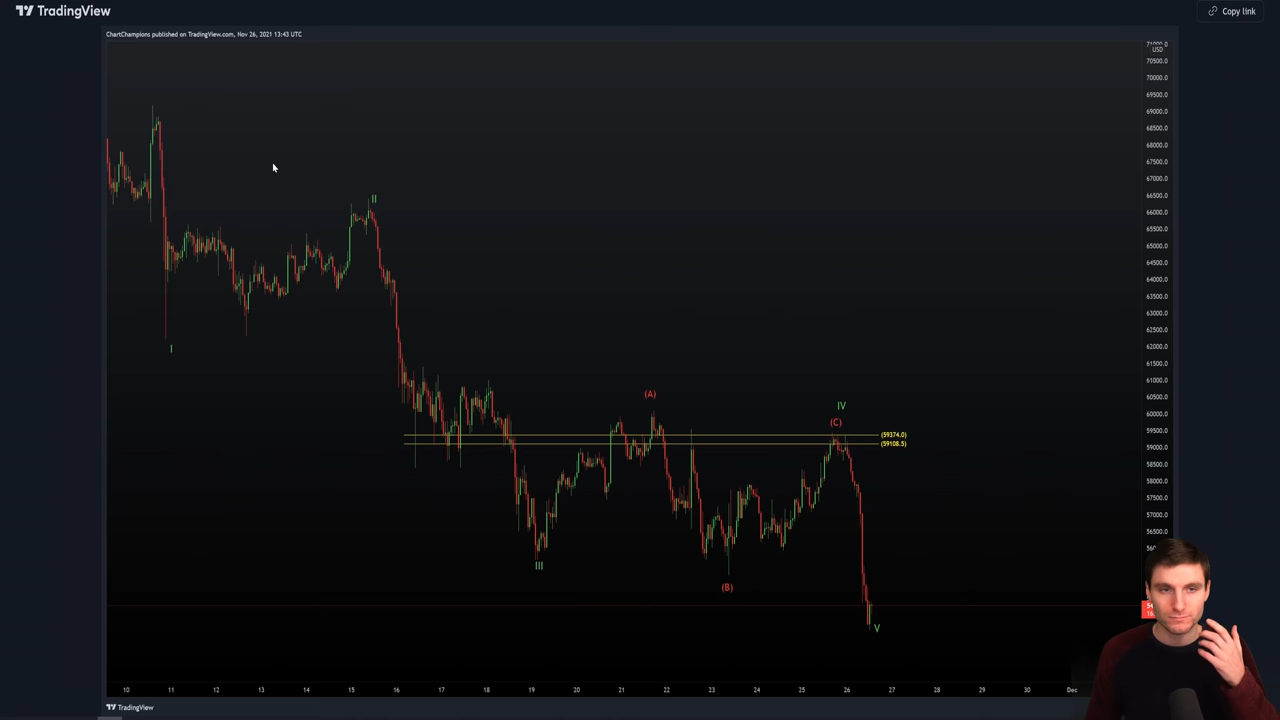 TradingView
Copy link
ChartChampions published on TradingView.com, Nov 26, 2021 13:43 UTC
USD
70500.0
70000.0
69500.0
69000.0
68500.0
68000.0
67500.0
67000.0
66500.0
66000.0
65500.0
65000.0
64500.0
64000.0
63500.0
63000.0
62500.0
62000.0
61500.0
61000.0
60500.0
60000.0
59500.0
59000.0
58500.0
58000.0
57500.0
57000.0
56500.0
II
I
(A)
IV
(C)
(59374.0)
(59108.5)
III
(B)
V
10 11 12 13 14 15 16 17 18 19 20 21 22 23 24 25 26 27 28 29 30 Dec
TradingView